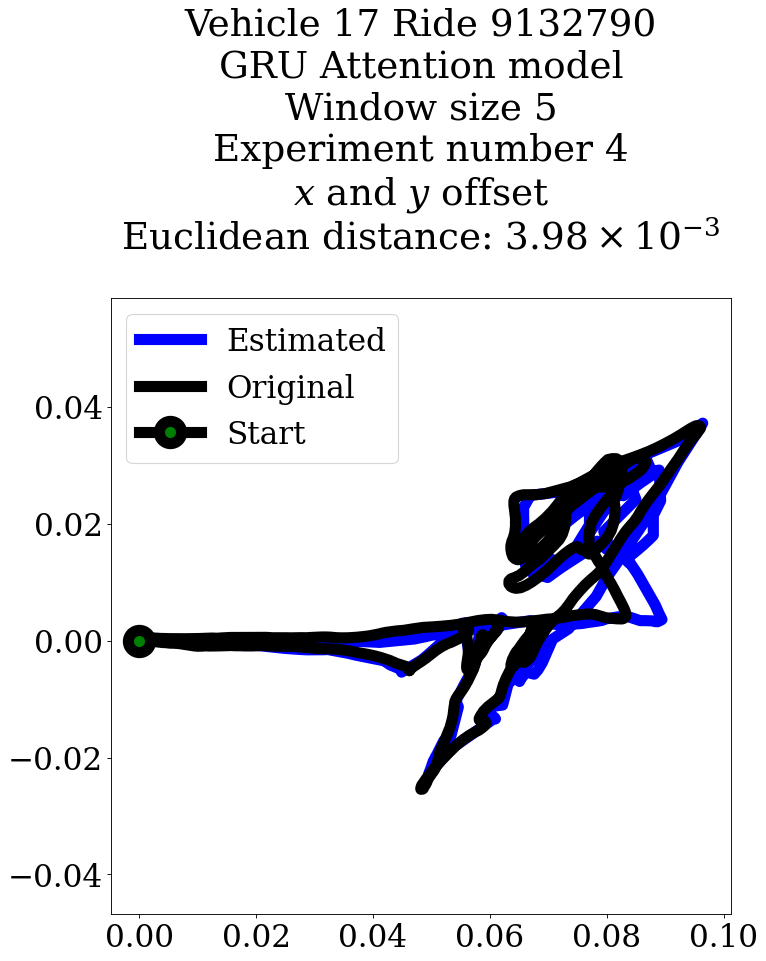 Vehicle 17 Ride 9132790
GRU Attention model
Window size 5
Experiment number 4
x and y offset
Euclidean distance: 3.98 × 10⁻³
Estimated
Original
Start
0.04
0.02
0.00
−0.02
−0.04
0.00 0.02 0.04 0.06 0.08 0.10